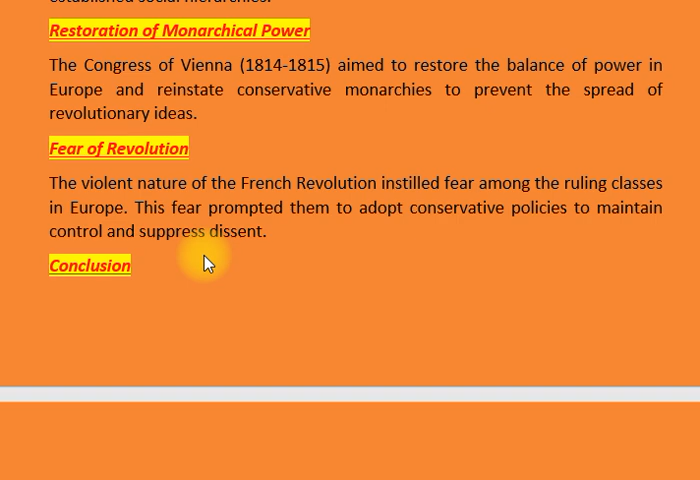 established social hierarchies.
Restoration of Monarchical Power
The Congress of Vienna (1814-1815) aimed to restore the balance of power in
Europe and reinstate conservative monarchies to prevent the spread of
revolutionary ideas.
Fear of Revolution
The violent nature of the French Revolution instilled fear among the ruling classes
in Europe. This fear prompted them to adopt conservative policies to maintain
control and suppress dissent.
Conclusion